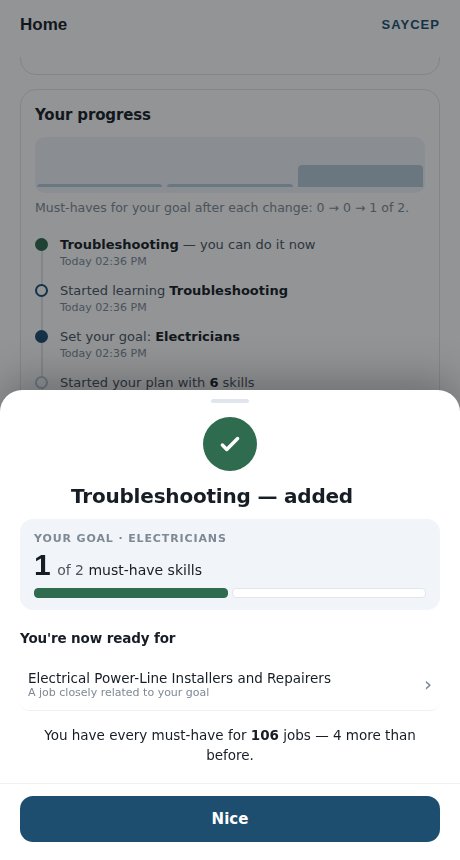 Home
SAYCEP
Your progress
Must-haves for your goal after each change: 0 → 0 → 1 of 2.
Troubleshooting — you can do it now
Today 02:36 PM
Started learning Troubleshooting
Today 02:36 PM
Set your goal: Electricians
Today 02:36 PM
Started your plan with 6 skills
Troubleshooting — added
YOUR GOAL · ELECTRICIANS
1 of 2 must-have skills
You're now ready for
Electrical Power-Line Installers and Repairers
A job closely related to your goal
You have every must-have for 106 jobs — 4 more than
before.
Nice